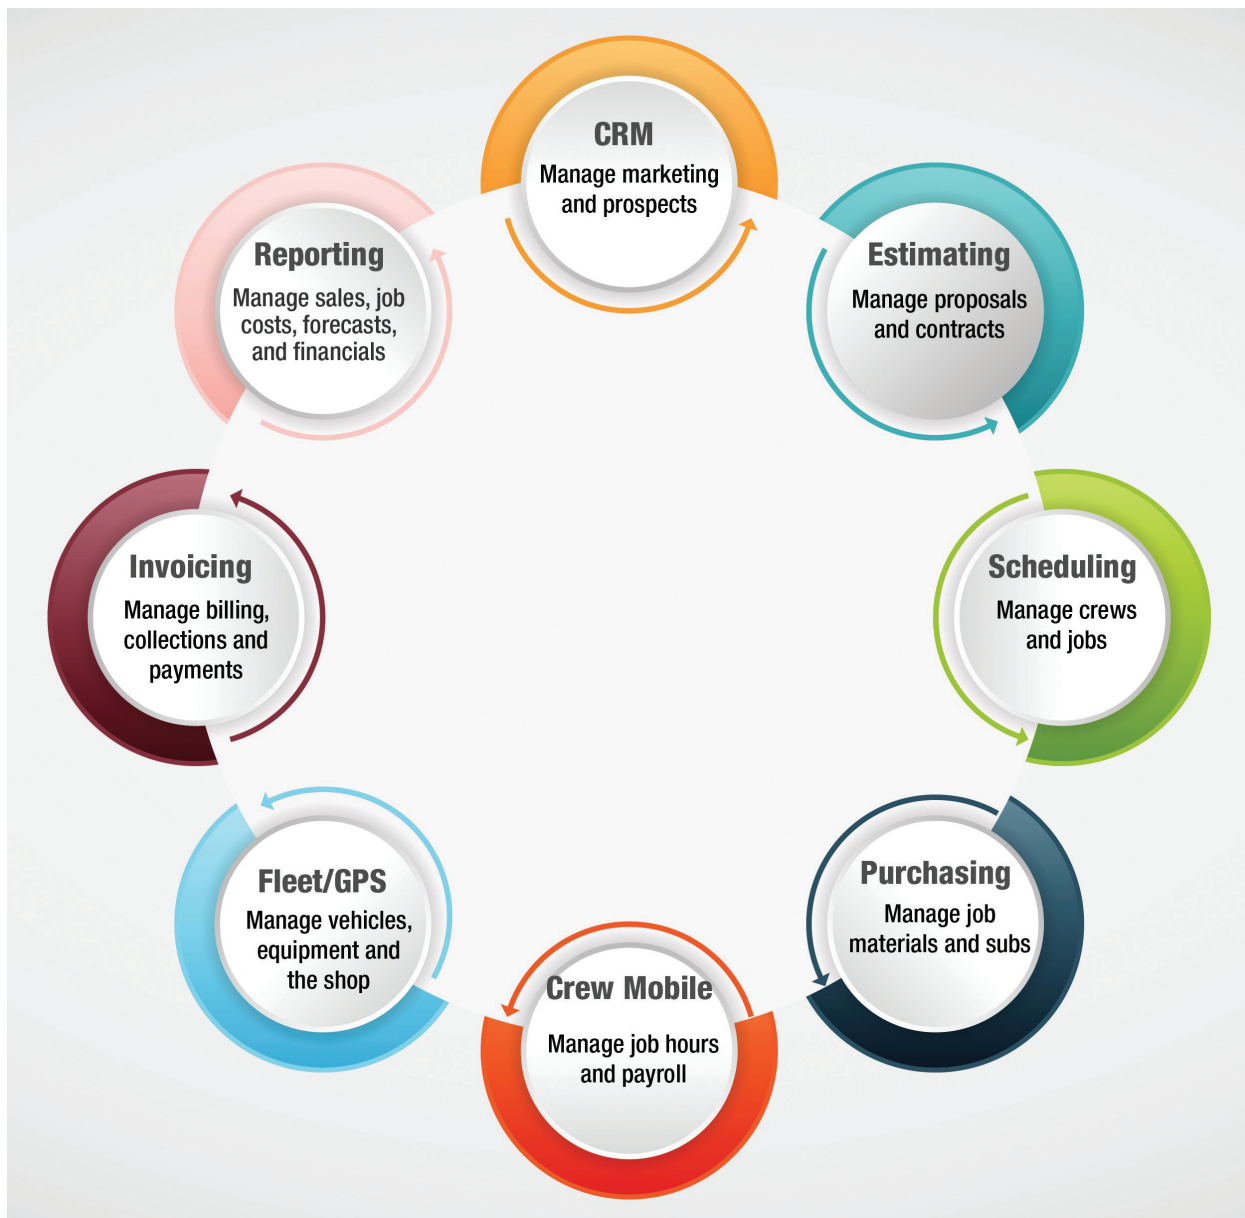 CRM
Manage marketing
and prospects
Estimating
Manage proposals
and contracts
Scheduling
Manage crews
and jobs
Purchasing
Manage job
materials and subs
Crew Mobile
Manage job hours
and payroll
Fleet/GPS
Manage vehicles,
equipment and
the shop
Invoicing
Manage billing,
collections and
payments
Reporting
Manage sales, job
costs, forecasts,
and financials